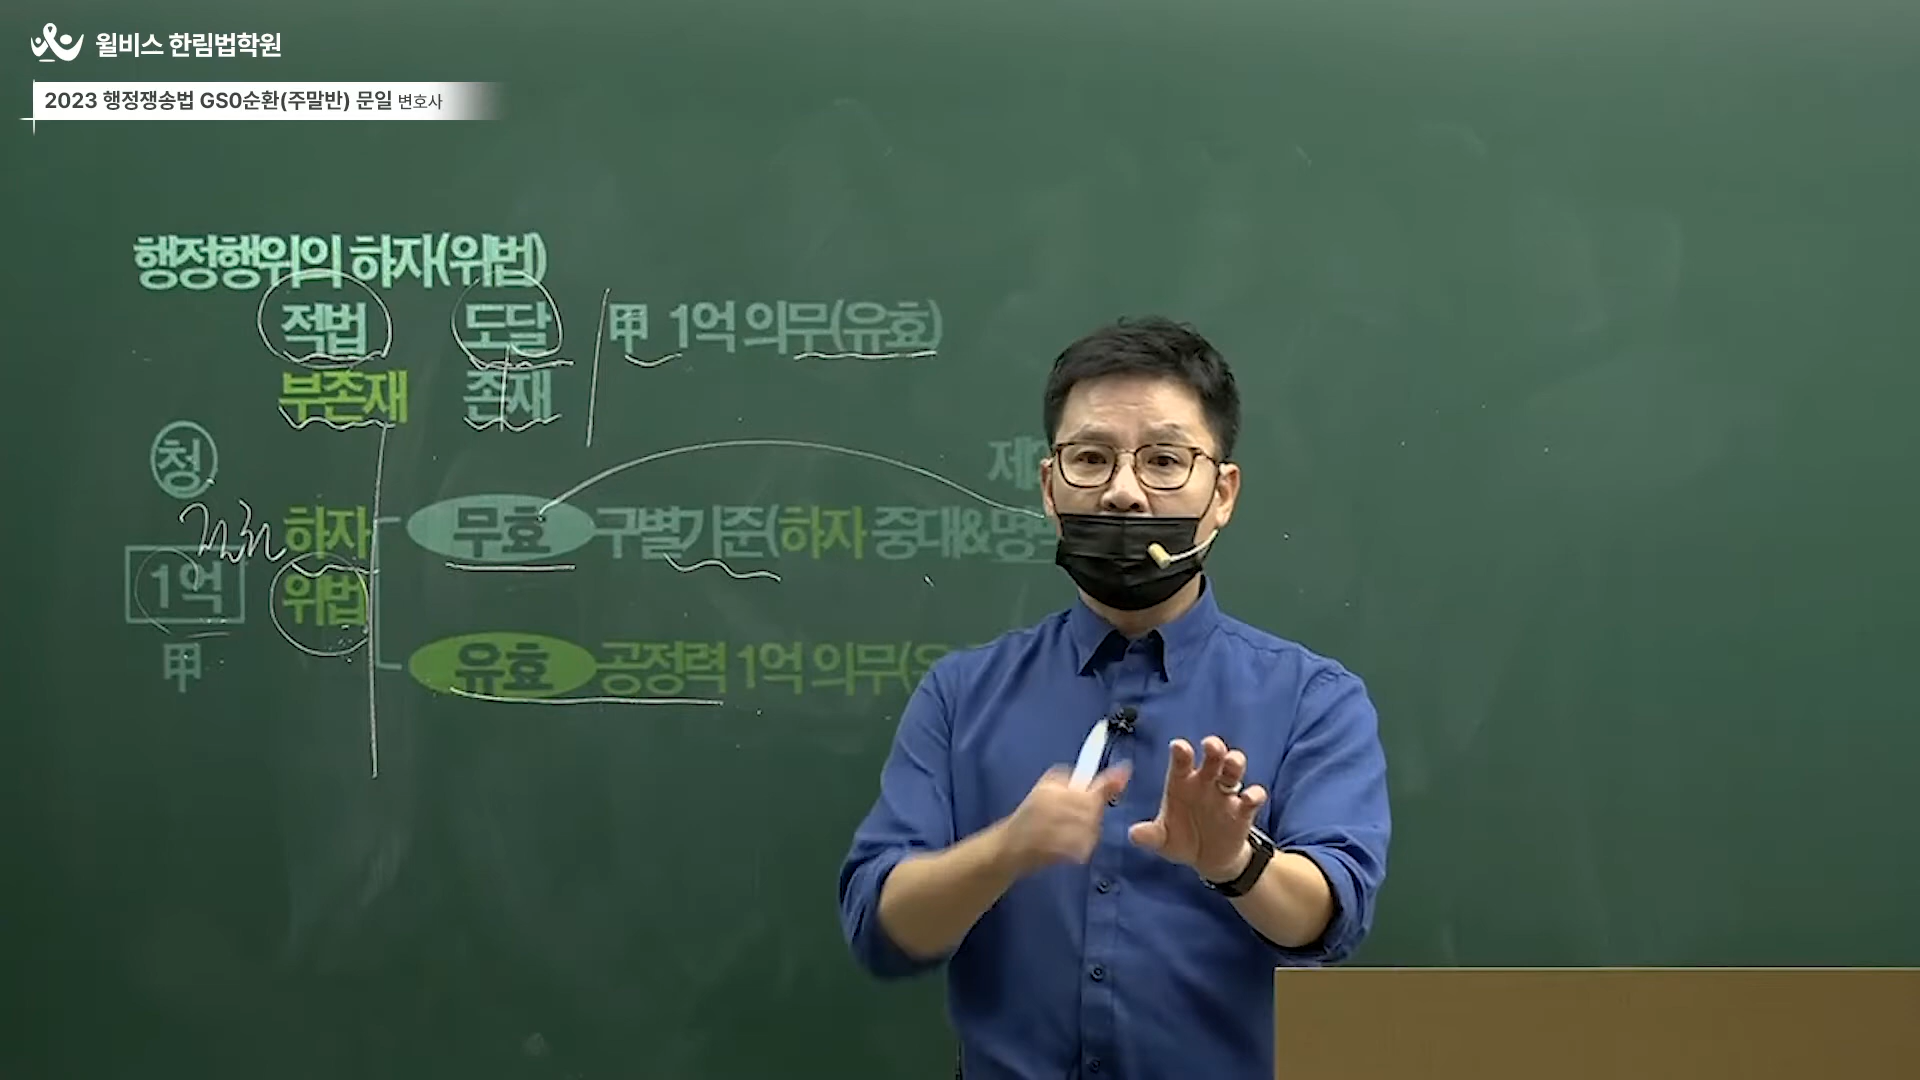 윌비스 한림법학원
2023 행정쟁송법 GS0순환(주말반) 문일 변호사
행정행위의 하자(위법)
적법 도달 甲 1억 의무(유효)
부존재 존재
청 제
하자 무효 구별기준(하자 중대&명
1억 위법
甲 유효 공정력 1억 의무(